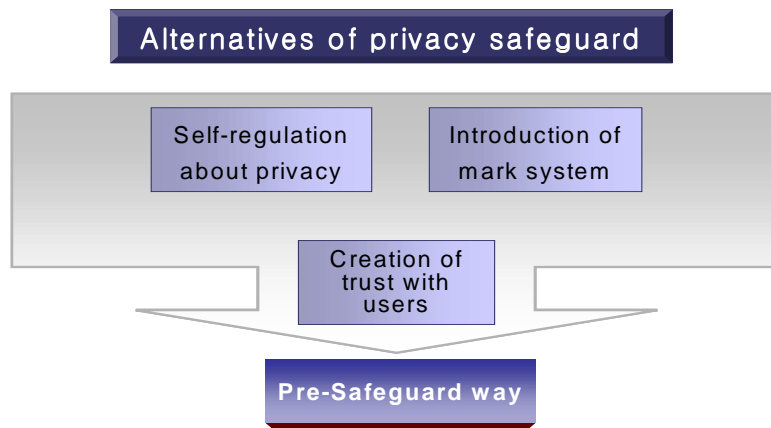 Alternatives of privacy safeguard
Self-regulation
about privacy
Introduction of
mark system
Creation of
trust with
users
Pre-Safeguard way